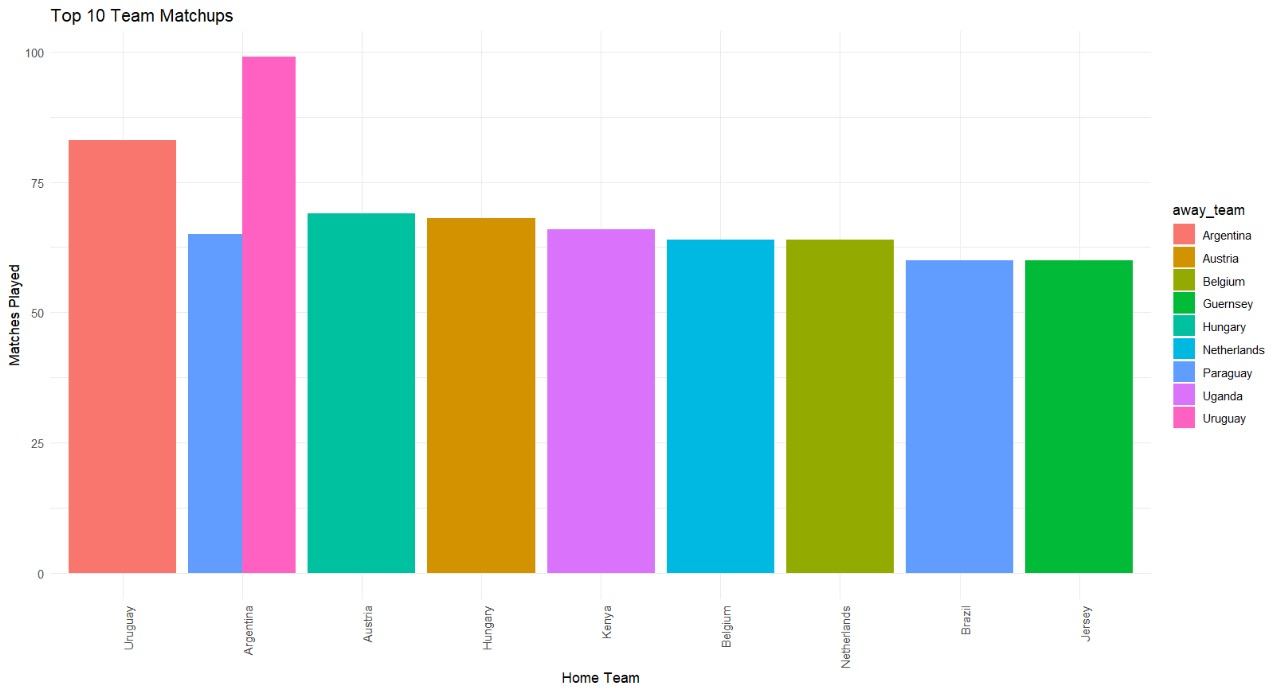 Top 10 Team Matchups
Matches Played
100
75
50
25
0
Uruguay
Argentina
Austria
Hungary
Kenya
Belgium
Netherlands
Brazil
Jersey
Home Team
away_team
Argentina
Austria
Belgium
Guernsey
Hungary
Netherlands
Paraguay
Uganda
Uruguay